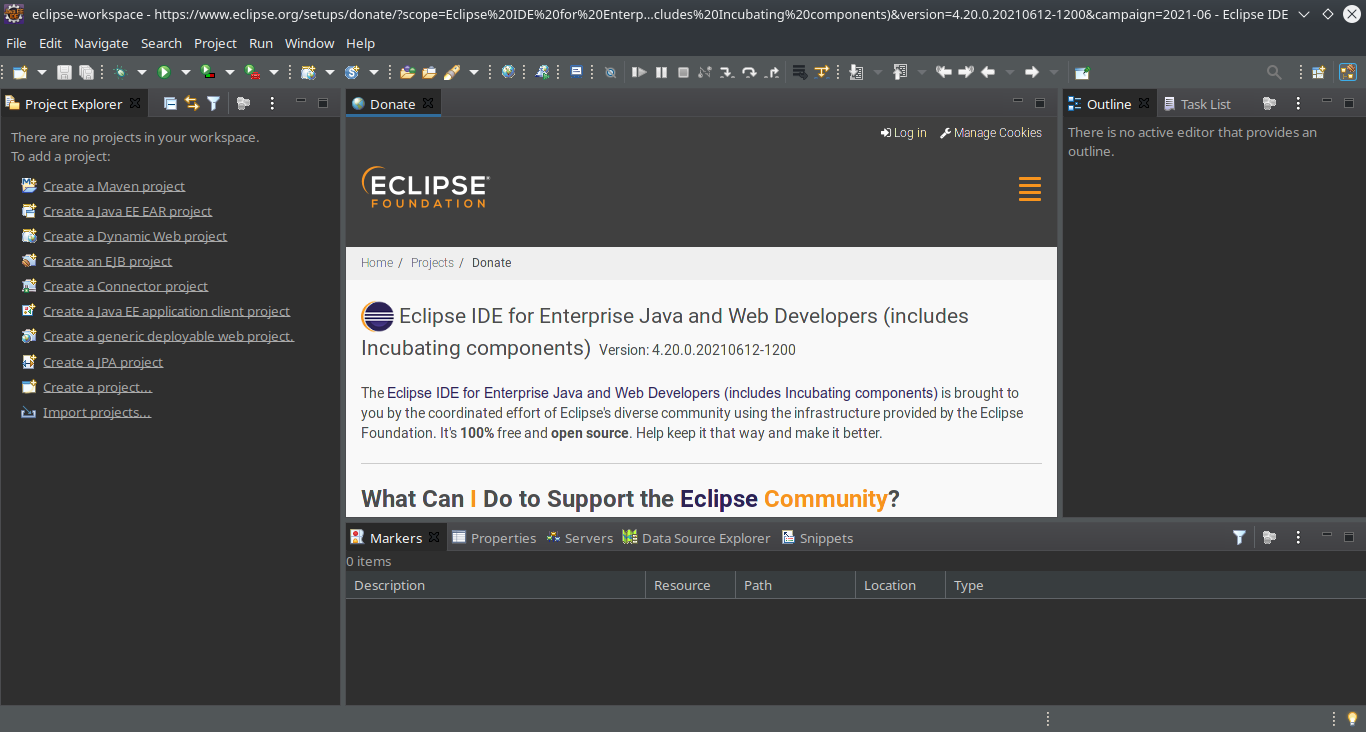 eclipse-workspace - https://www.eclipse.org/setups/donate/?scope=Eclipse%20IDE%20for%20Enterp...cludes%20Incubating%20components)&version=4.20.0.20210612-1200&campaign=2021-06 - Eclipse IDE
File Edit Navigate Search Project Run Window Help
Project Explorer
There are no projects in your workspace.
To add a project:
Create a Maven project
Create a Java EE EAR project
Create a Dynamic Web project
Create an EJB project
Create a Connector project
Create a Java EE application client project
Create a generic deployable web project.
Create a JPA project
Create a project...
Import projects...
Donate
Log in Manage Cookies
ECLIPSE
FOUNDATION
Home / Projects / Donate
Eclipse IDE for Enterprise Java and Web Developers (includes
Incubating components) Version: 4.20.0.20210612-1200
The Eclipse IDE for Enterprise Java and Web Developers (includes Incubating components) is brought to
you by the coordinated effort of Eclipse's diverse community using the infrastructure provided by the Eclipse
Foundation. It's 100% free and open source. Help keep it that way and make it better.
What Can I Do to Support the Eclipse Community?
Outline Task List
There is no active editor that provides an
outline.
Markers Properties Servers Data Source Explorer Snippets
0 items
Description Resource Path Location Type